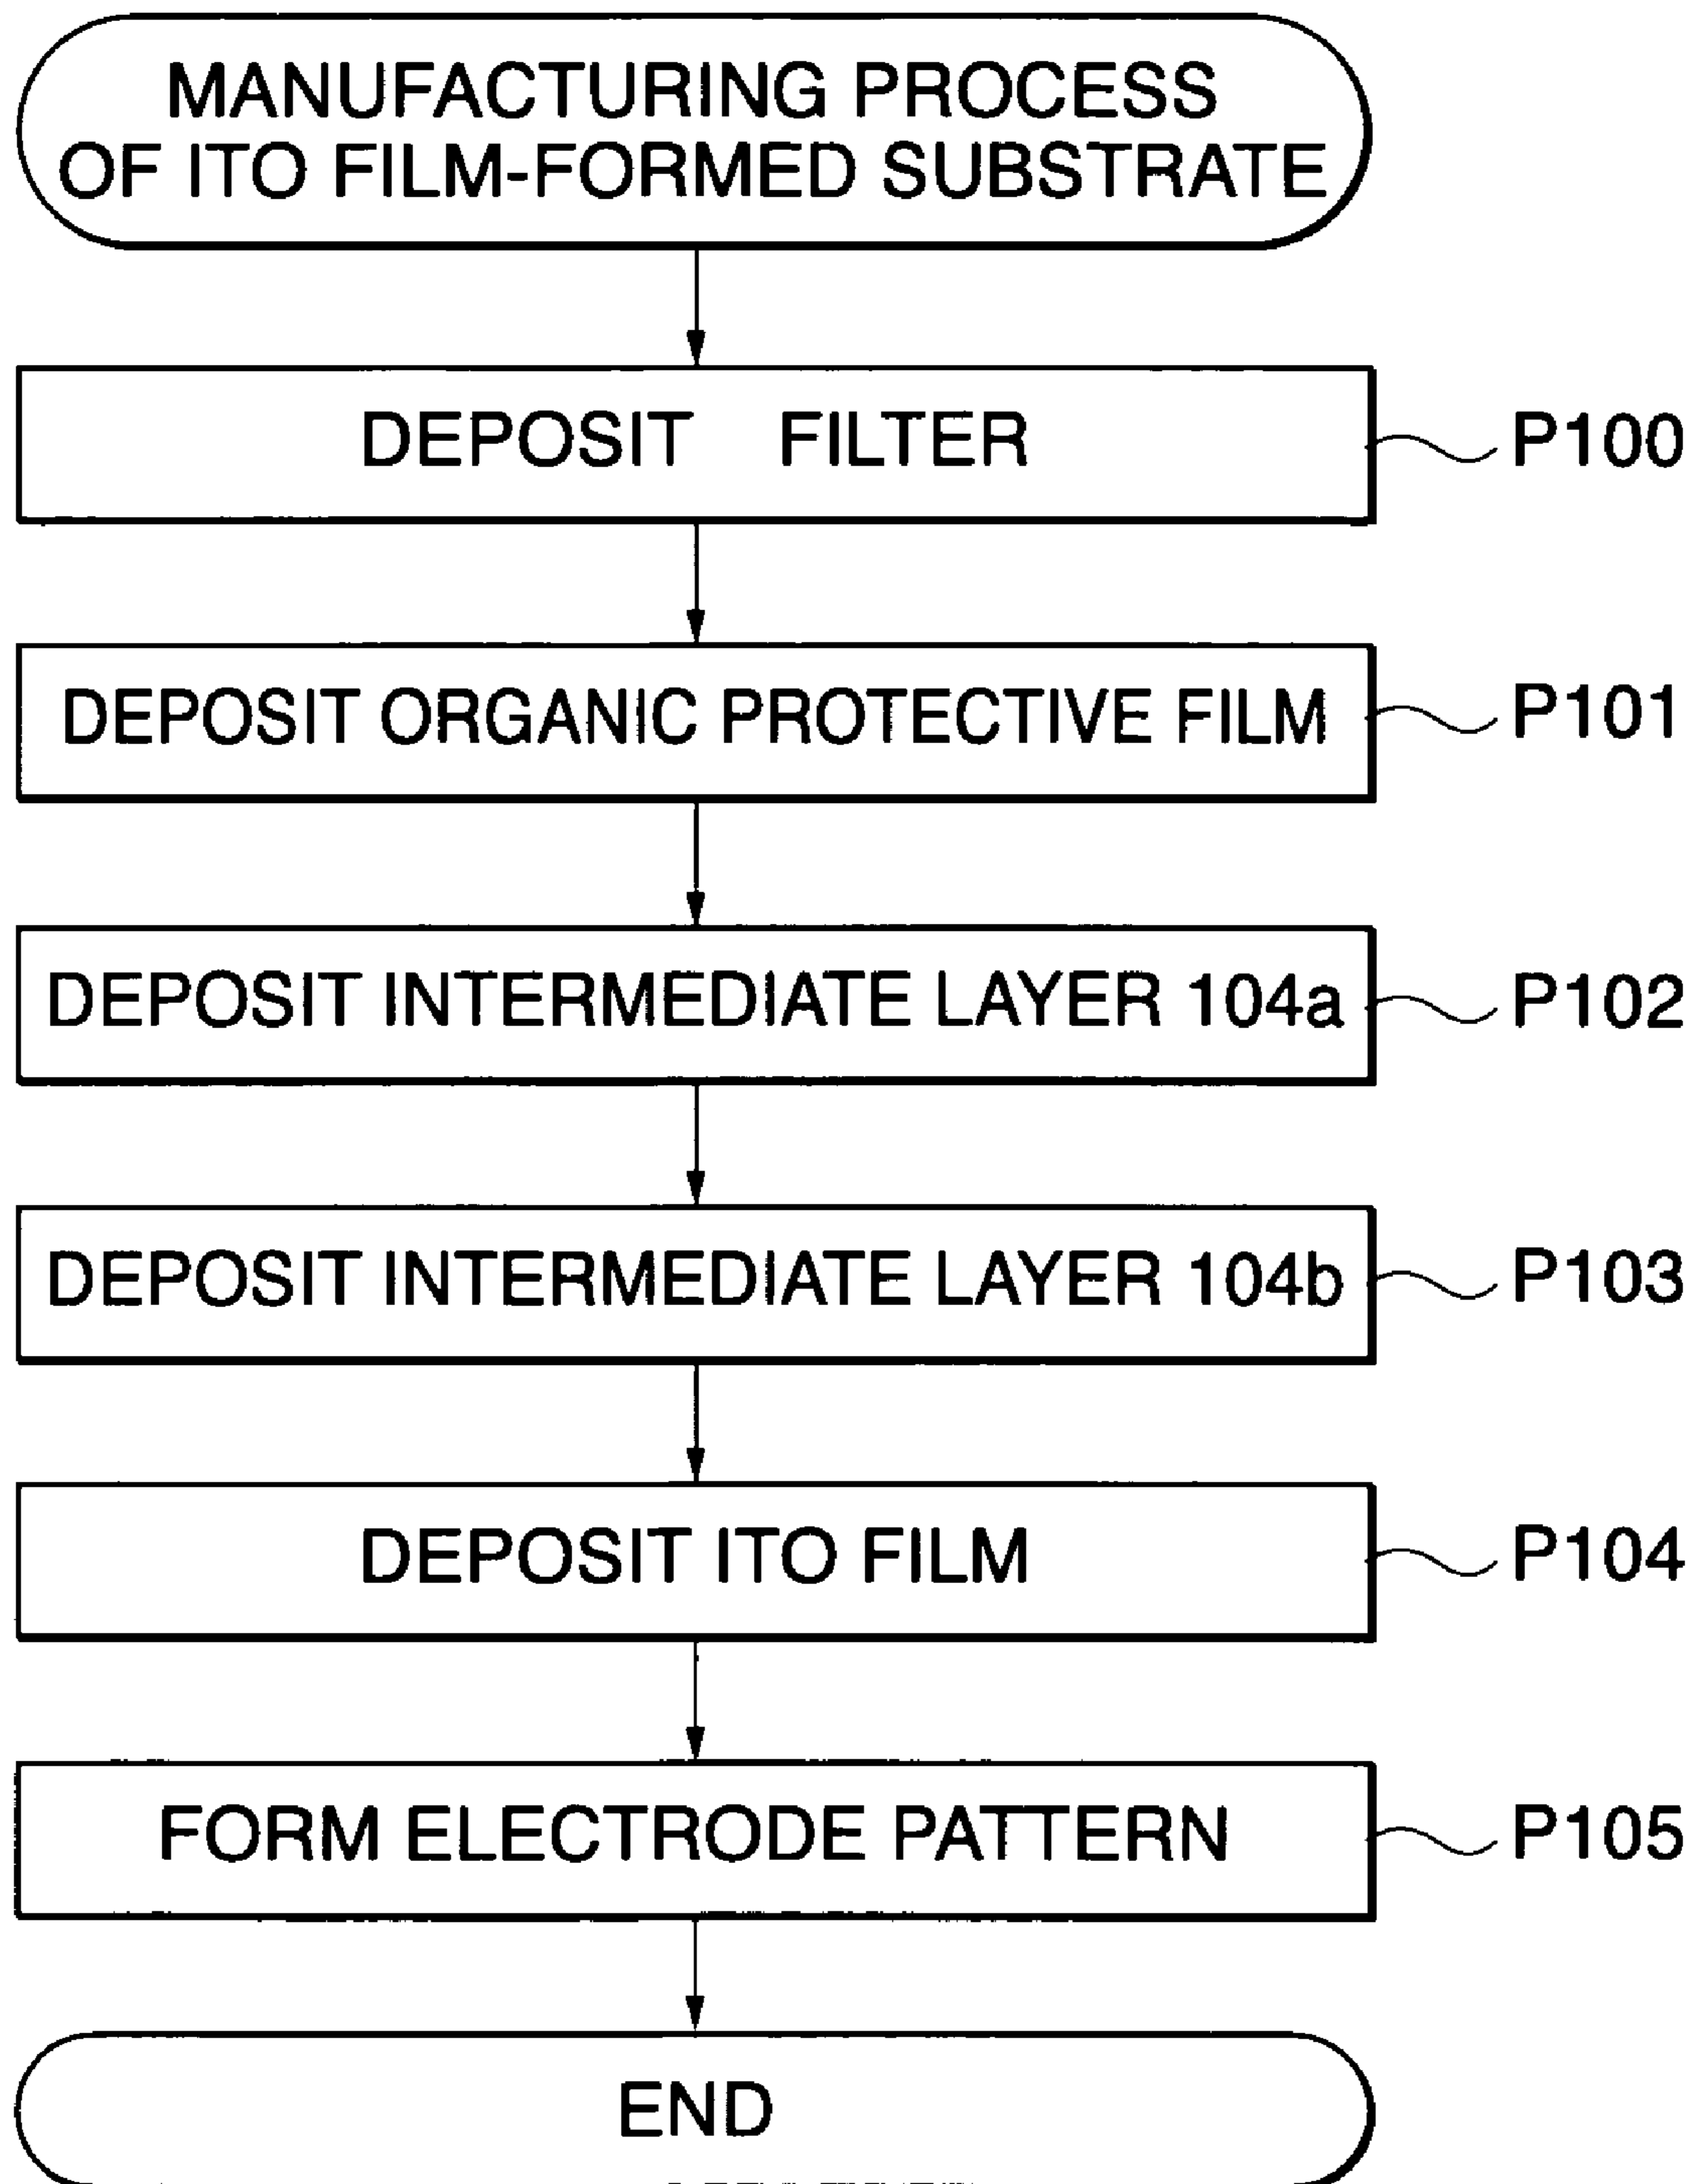 MANUFACTURING PROCESS
OF ITO FILM-FORMED SUBSTRATE
DEPOSIT FILTER
P100
DEPOSIT ORGANIC PROTECTIVE FILM
P101
DEPOSIT INTERMEDIATE LAYER 104a
P102
DEPOSIT INTERMEDIATE LAYER 104b
P103
DEPOSIT ITO FILM
P104
FORM ELECTRODE PATTERN
P105
END